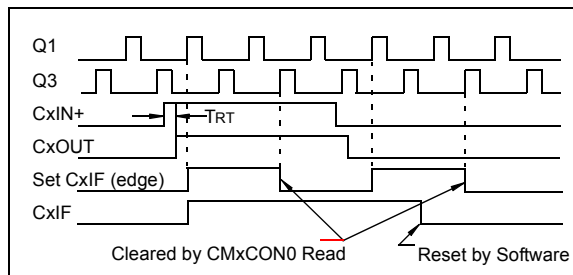 Q1
Q3
CxIN+
TRT
CxOUT
Set CxIF (edge)
CxIF
Cleared by CMxCON0 Read
Reset by Software